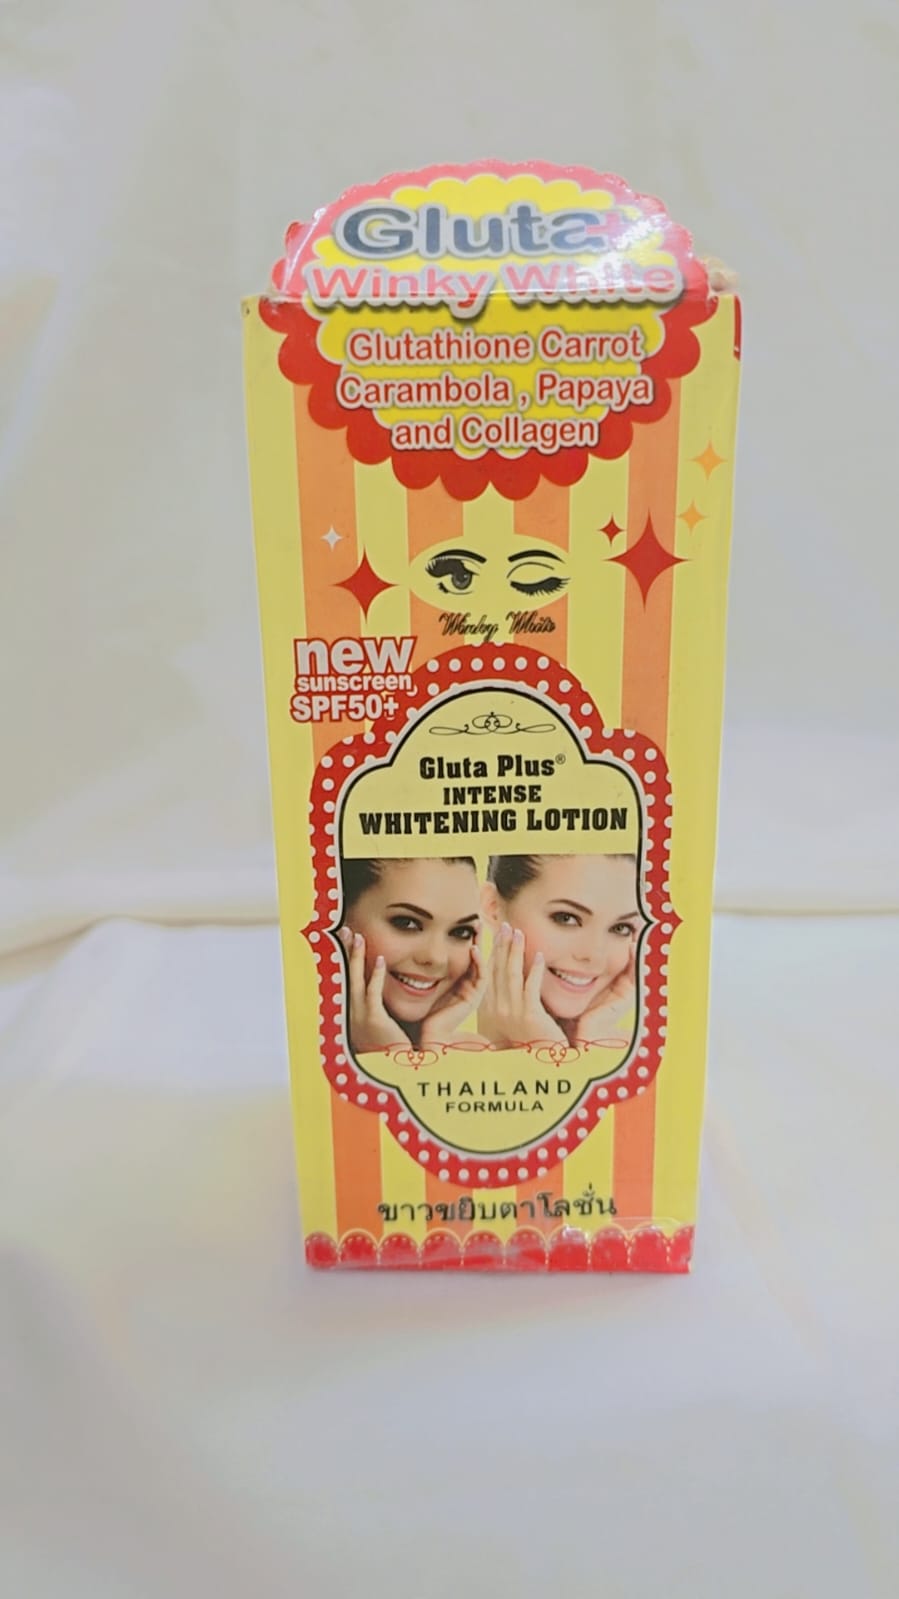 Gluta+
Winky White
Glutathione Carrot
Carambola , Papaya
and Collagen
Winky White
new
sunscreen
SPF50+
Gluta Plus®
INTENSE
WHITENING LOTION
THAILAND
FORMULA
ขาวขยิบตาโลชั่น